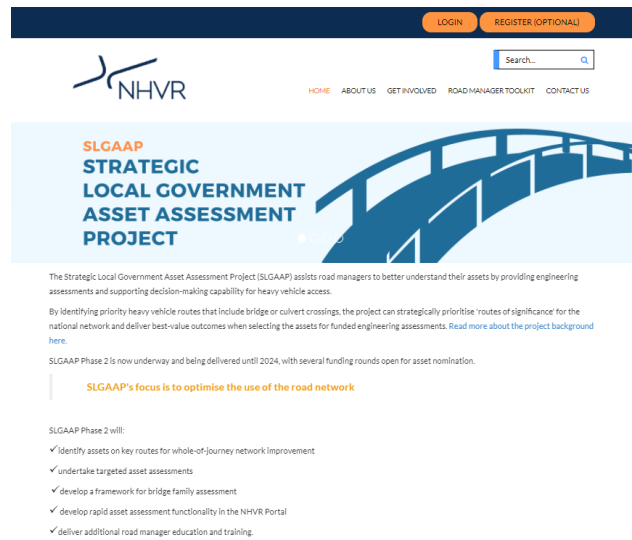 LOGIN
REGISTER (OPTIONAL)
Search...
NHVR
HOME ABOUT US GET INVOLVED ROAD MANAGER TOOLKIT CONTACT US
SLGAAP
STRATEGIC
LOCAL GOVERNMENT
ASSET ASSESSMENT
PROJECT
The Strategic Local Government Asset Assessment Project (SLGAAP) assists road managers to better understand their assets by providing engineering
assessments and supporting decision-making capability for heavy vehicle access.
By identifying priority heavy vehicle routes that include bridge or culvert crossings, the project can strategically prioritise 'routes of significance' for the
national network and deliver best-value outcomes when selecting the assets for funded engineering assessments. Read more about the project background
here.
SLGAAP Phase 2 is now underway and being delivered until 2024, with several funding rounds open for asset nomination.
SLGAAP's focus is to optimise the use of the road network
SLGAAP Phase 2 will:
✓identify assets on key routes for whole-of-journey network improvement
✓undertake targeted asset assessments
✓develop a framework for bridge family assessment
✓ develop rapid asset assessment functionality in the NHVR Portal
✓deliver additional road manager education and training.